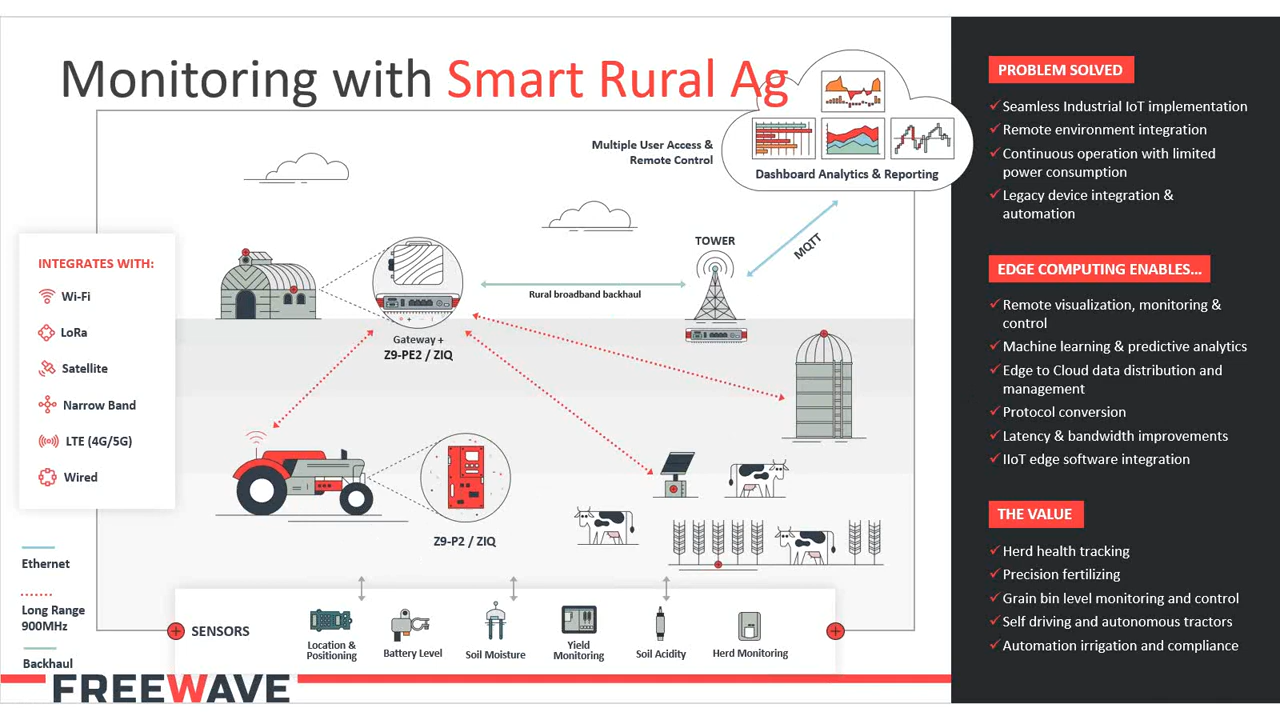 Monitoring with Smart Rural Ag
Multiple User Access &
Remote Control
Dashboard Analytics & Reporting
MQTT
TOWER
Rural broadband backhaul
Gateway +
Z9-PE2 / ZIQ
Z9-P2 / ZIQ
INTEGRATES WITH:
Wi-Fi
LoRa
Satellite
Narrow Band
LTE (4G/5G)
Wired
Ethernet
Long Range
900MHz
Backhaul
SENSORS
Location &
Positioning
Battery Level
Soil Moisture
Yield
Monitoring
Soil Acidity
Herd Monitoring
FREEWAVE
PROBLEM SOLVED
Seamless Industrial IoT implementation
Remote environment integration
Continuous operation with limited
power consumption
Legacy device integration &
automation
EDGE COMPUTING ENABLES...
Remote visualization, monitoring &
control
Machine learning & predictive analytics
Edge to Cloud data distribution and
management
Protocol conversion
Latency & bandwidth improvements
IIoT edge software integration
THE VALUE
Herd health tracking
Precision fertilizing
Grain bin level monitoring and control
Self driving and autonomous tractors
Automation irrigation and compliance